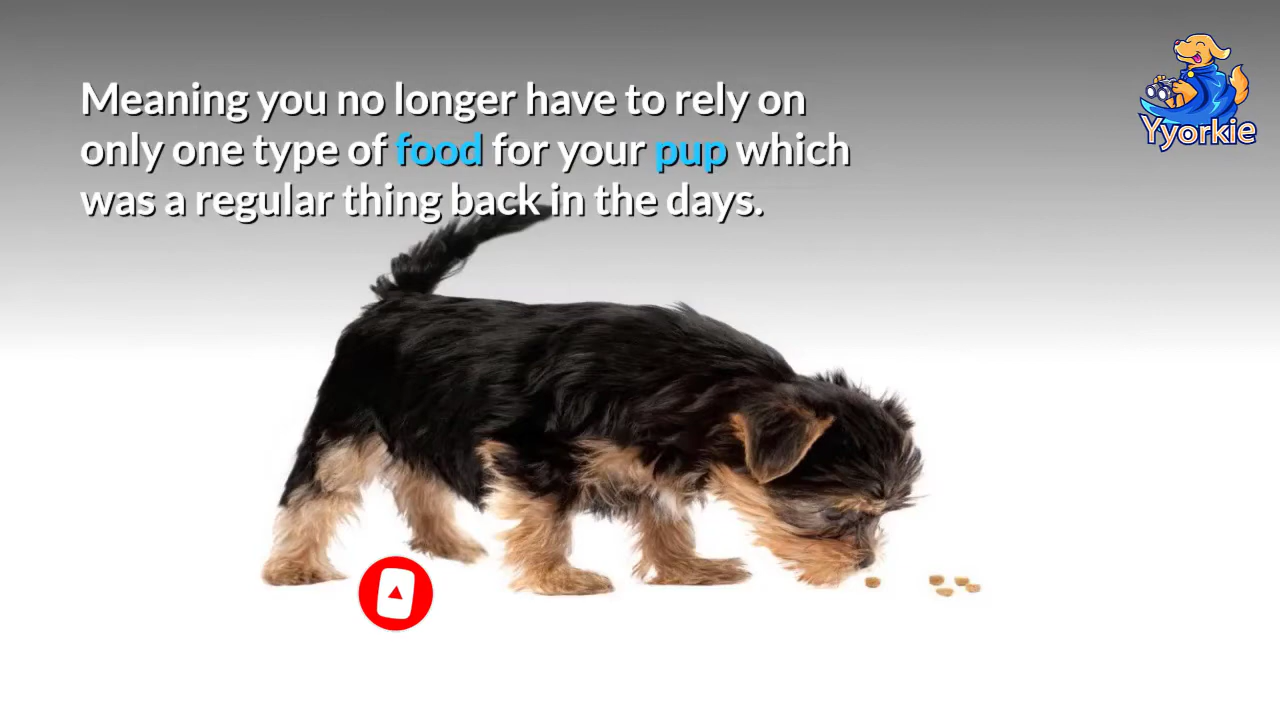 Meaning you no longer have to rely on
only one type of food for your pup which
was a regular thing back in the days.
Yyorkie